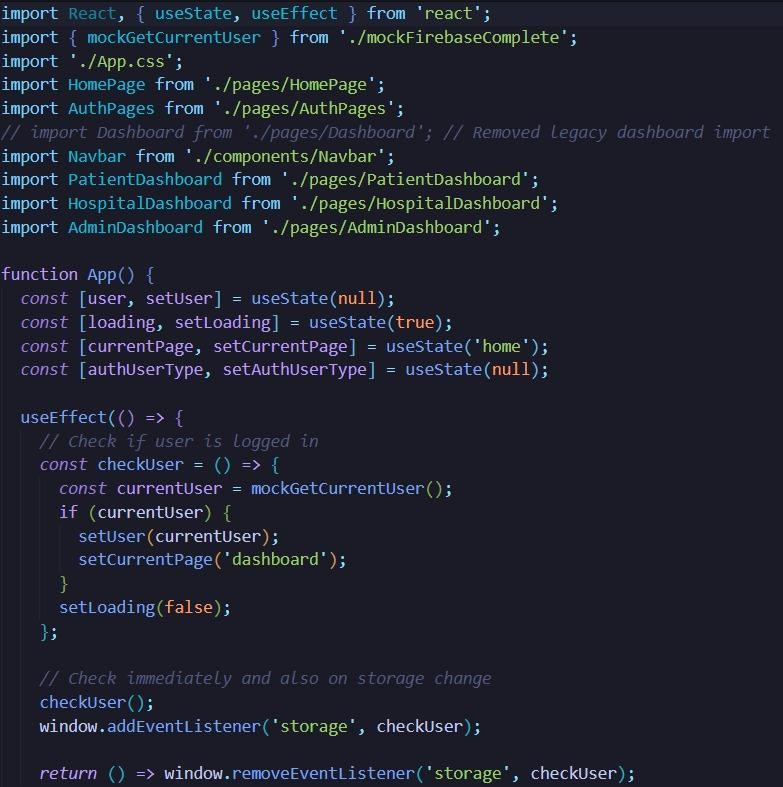 import React, { useState, useEffect } from 'react';
import { mockGetCurrentUser } from './mockFirebaseComplete';
import './App.css';
import HomePage from './pages/HomePage';
import AuthPages from './pages/AuthPages';
// import Dashboard from './pages/Dashboard'; // Removed legacy dashboard import
import Navbar from './components/Navbar';
import PatientDashboard from './pages/PatientDashboard';
import HospitalDashboard from './pages/HospitalDashboard';
import AdminDashboard from './pages/AdminDashboard';

function App() {
  const [user, setUser] = useState(null);
  const [loading, setLoading] = useState(true);
  const [currentPage, setCurrentPage] = useState('home');
  const [authUserType, setAuthUserType] = useState(null);

  useEffect(() => {
    // Check if user is logged in
    const checkUser = () => {
      const currentUser = mockGetCurrentUser();
      if (currentUser) {
        setUser(currentUser);
        setCurrentPage('dashboard');
      }
      setLoading(false);
    };

    // Check immediately and also on storage change
    checkUser();
    window.addEventListener('storage', checkUser);

    return () => window.removeEventListener('storage', checkUser);